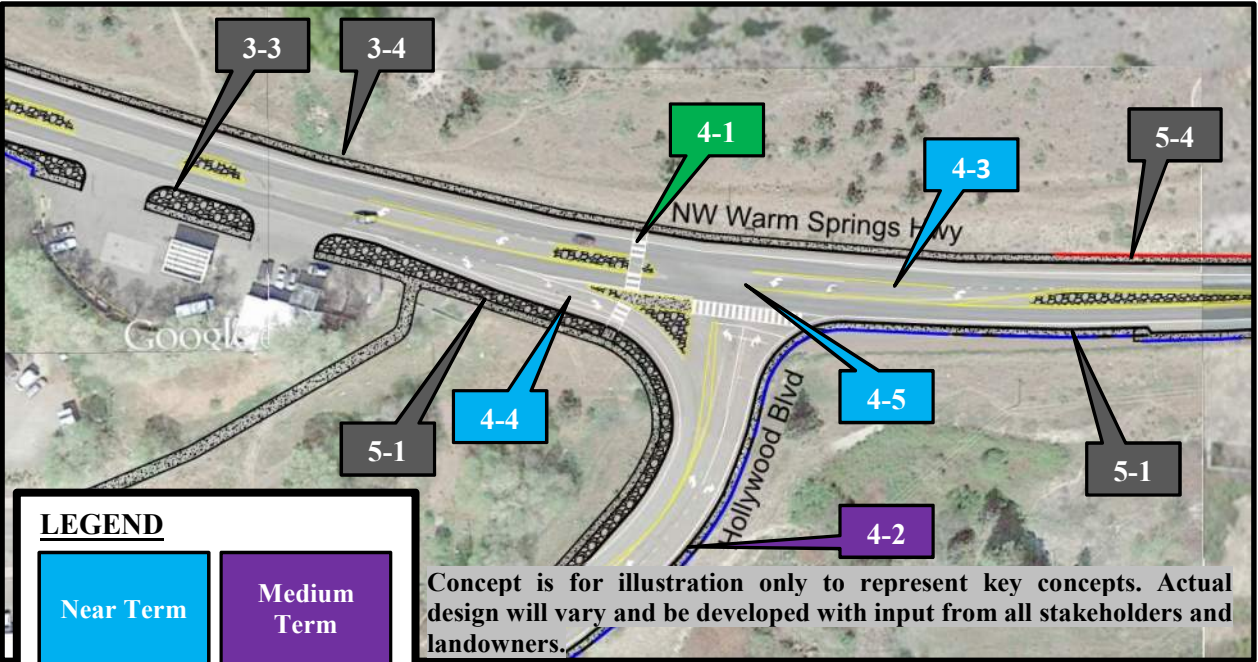 3-3
3-4
4-1
4-3
5-4
NW Warm Springs Hwy
Google
5-1
4-4
4-5
5-1
Hollywood Blvd
4-2
LEGEND
Near Term
Medium
Term
Concept is for illustration only to represent key concepts. Actual
design will vary and be developed with input from all stakeholders and
landowners.